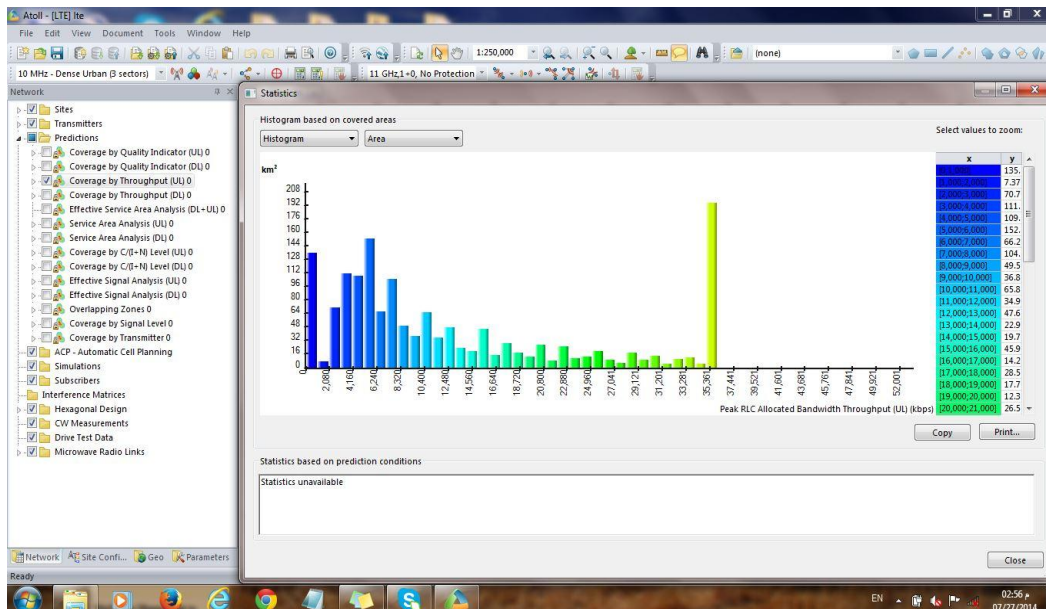 Atoll - [LTE] lte
File Edit View Document Tools Window Help
1:250,000 (none)
10 MHz - Dense Urban (3 sectors) 11 GHz,1+0, No Protection
Network
Sites
Transmitters
Predictions
Coverage by Quality Indicator (UL) 0
Coverage by Quality Indicator (DL) 0
Coverage by Throughput (UL) 0
Coverage by Throughput (DL) 0
Effective Service Area Analysis (DL+UL) 0
Service Area Analysis (UL) 0
Service Area Analysis (DL) 0
Coverage by C/(I+N) Level (UL) 0
Coverage by C/(I+N) Level (DL) 0
Effective Signal Analysis (UL) 0
Effective Signal Analysis (DL) 0
Overlapping Zones 0
Coverage by Signal Level 0
Coverage by Transmitter 0
ACP - Automatic Cell Planning
Simulations
Subscribers
Interference Matrices
Hexagonal Design
CW Measurements
Drive Test Data
Microwave Radio Links
Network Site Confi... Geo Parameters
Ready
Statistics
Histogram based on covered areas
Histogram Area
Select values to zoom:
km²
208
192
176
160
144
128
112
96
80
64
48
32
16
0
0 2,080 4,160 6,240 8,320 10,400 12,480 14,560 16,640 18,720 20,800 22,880 24,960 27,041 29,121 31,201 33,281 35,361 37,441 39,521 41,601 43,681 45,761 47,841 49,921 52,001
Peak RLC Allocated Bandwidth Throughput (UL) (kbps)
x y
135.
[1,000;2,000] 7.37
[2,000;3,000] 70.7
[3,000;4,000] 111.
[4,000;5,000] 109.
[5,000;6,000] 152.
[6,000;7,000] 66.2
[7,000;8,000] 104.
[8,000;9,000] 49.5
[9,000;10,000] 36.8
[10,000;11,000] 65.8
[11,000;12,000] 34.9
[12,000;13,000] 47.6
[13,000;14,000] 22.9
[14,000;15,000] 19.7
[15,000;16,000] 45.9
[16,000;17,000] 14.2
[17,000;18,000] 28.5
[18,000;19,000] 17.7
[19,000;20,000] 12.3
[20,000;21,000] 26.5
Copy Print...
Statistics based on prediction conditions
Statistics unavailable
Close
EN
02:56 م
07/27/2014